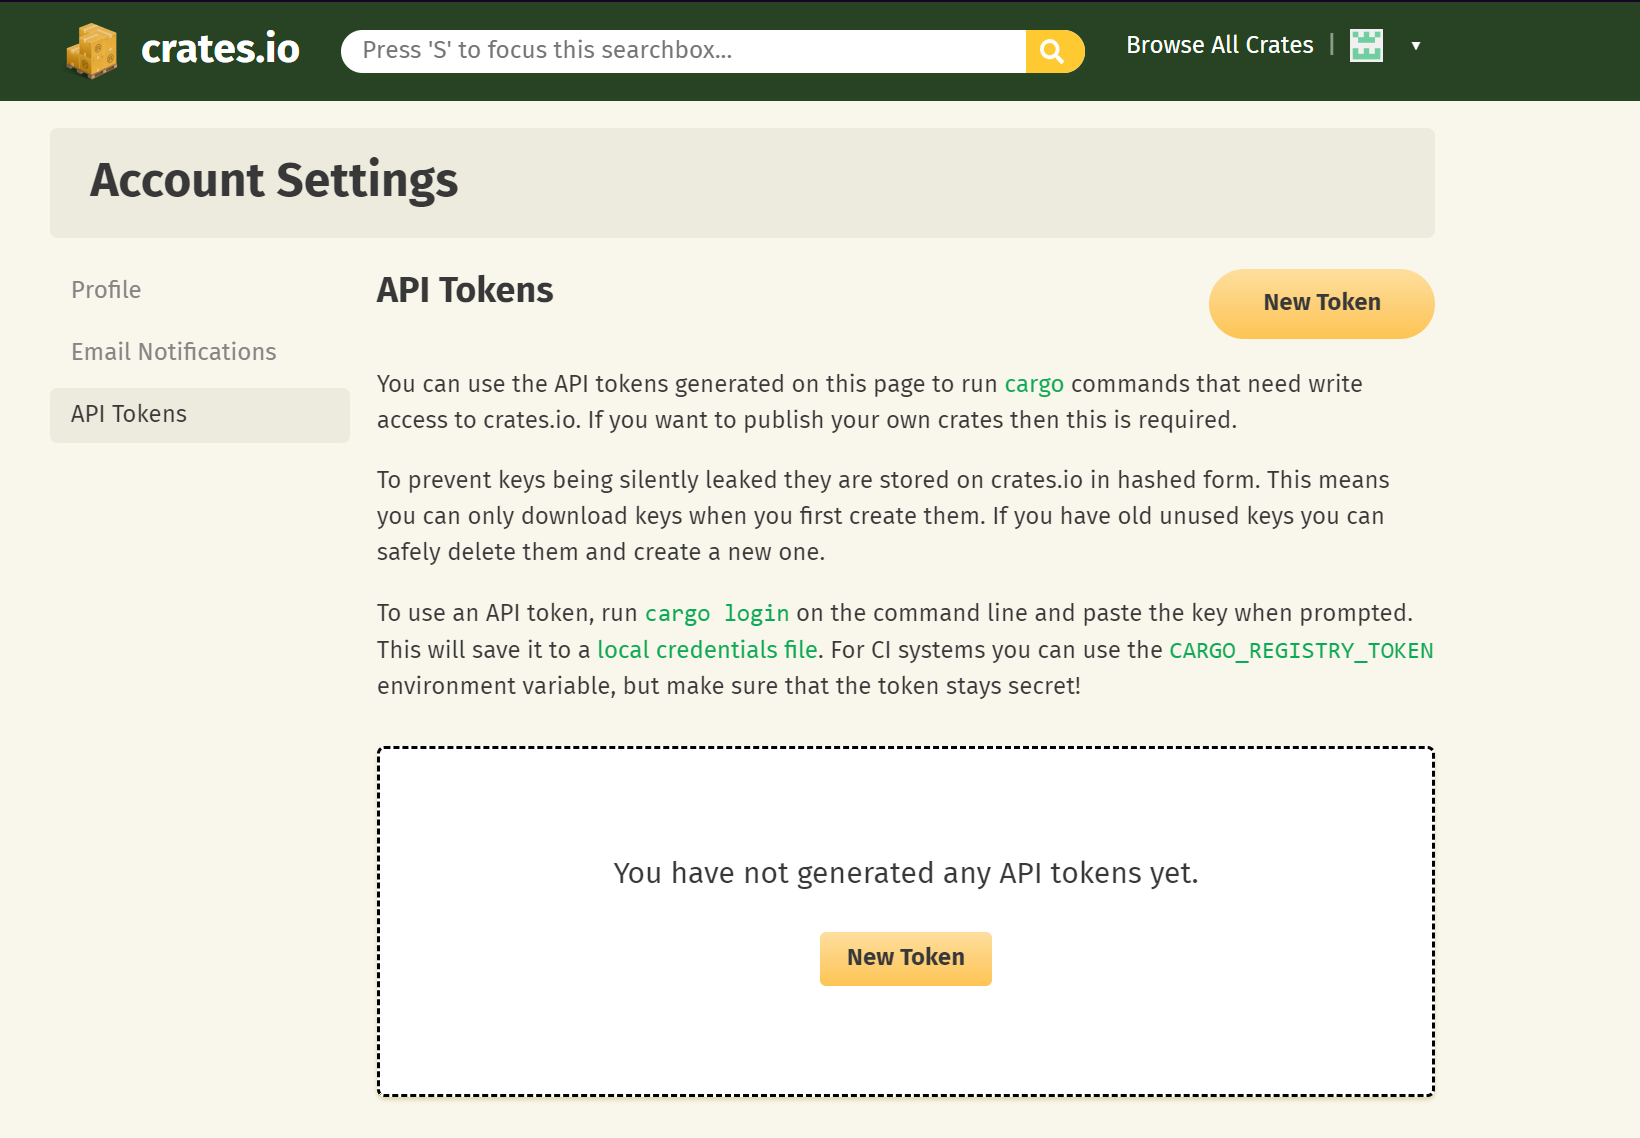 crates.io
Press 'S' to focus this searchbox...
Browse All Crates |
Account Settings
Profile
Email Notifications
API Tokens
API Tokens
New Token
You can use the API tokens generated on this page to run cargo commands that need write
access to crates.io. If you want to publish your own crates then this is required.
To prevent keys being silently leaked they are stored on crates.io in hashed form. This means
you can only download keys when you first create them. If you have old unused keys you can
safely delete them and create a new one.
To use an API token, run cargo login on the command line and paste the key when prompted.
This will save it to a local credentials file. For CI systems you can use the CARGO_REGISTRY_TOKEN
environment variable, but make sure that the token stays secret!
You have not generated any API tokens yet.
New Token